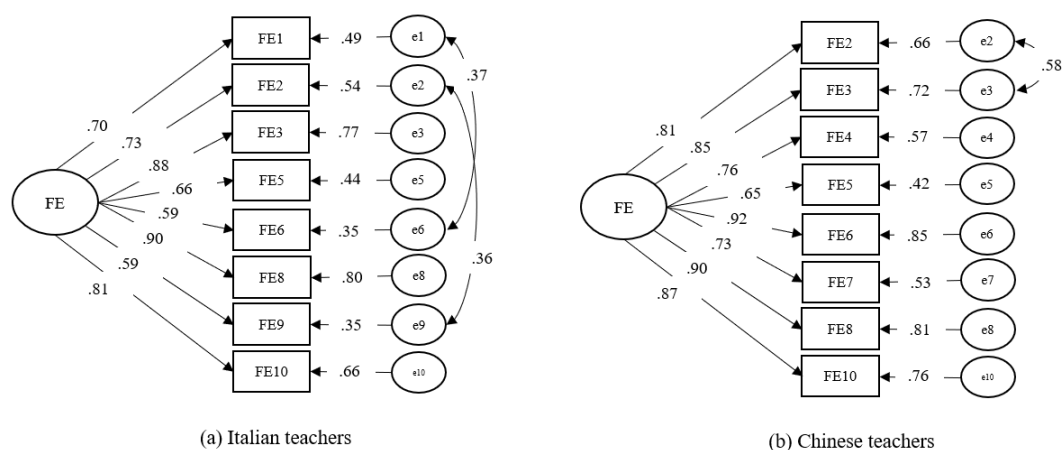 FE1 .49 e1
FE2 .54 e2
.37
FE3 .77 e3
FE5 .44 e5
FE6 .35 e6
FE8 .80 e8
.36
FE9 .35 e9
FE10 .66 e10
FE
.70
.73
.88
.66
.59
.90
.59
.81
(a) Italian teachers
FE2 .66 e2
.58
FE3 .72 e3
FE4 .57 e4
FE5 .42 e5
FE6 .85 e6
FE7 .53 e7
FE8 .81 e8
FE10 .76 e10
FE
.81
.85
.76
.65
.92
.73
.90
.87
(b) Chinese teachers